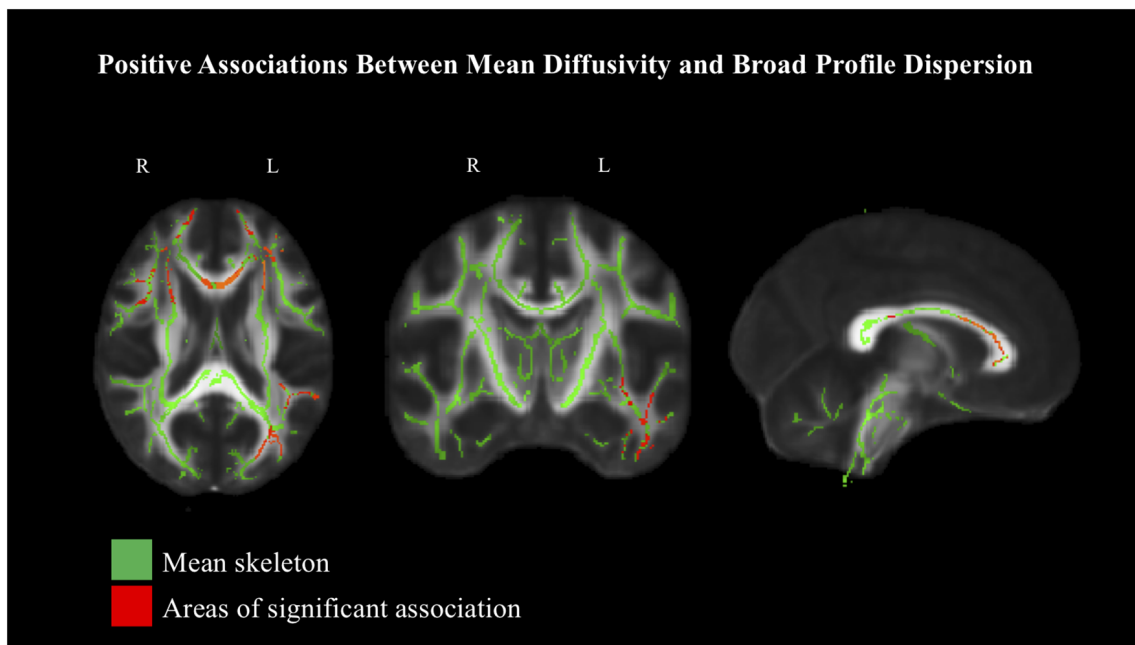 Positive Associations Between Mean Diffusivity and Broad Profile Dispersion
R L R L
Mean skeleton
Areas of significant association